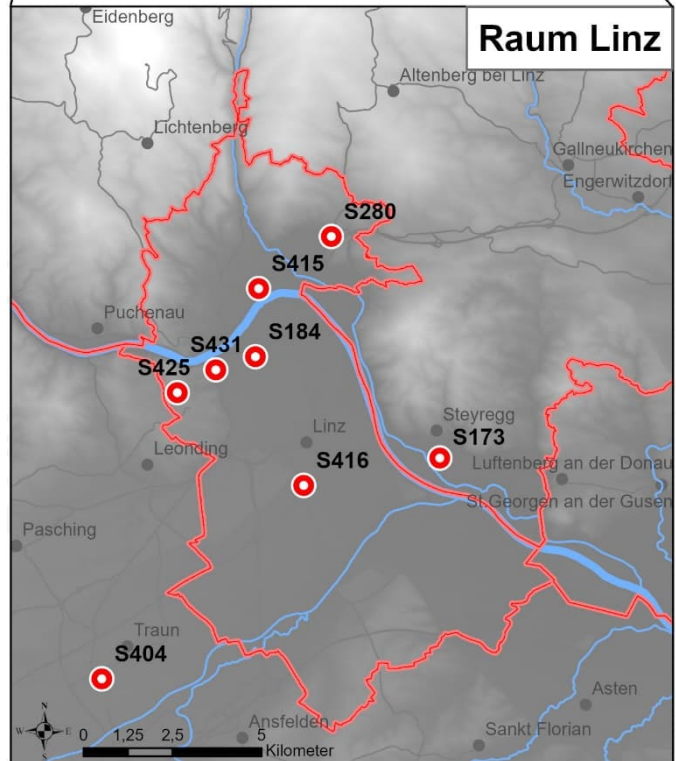 Eidenberg
Raum Linz
Altenberg bei Linz
Lichtenberg
Gallneukirchen
Engerwitzdorf
S280
S415
Puchenau
S184
S431
S425
Steyregg
Linz
S173
Leonding
S416
Luftenberg an der Donau
St.Georgen an der Gusen
Pasching
Traun
S404
Asten
Ansfelden
Sankt Florian
N
W E
S
0 1,25 2,5 5
Kilometer